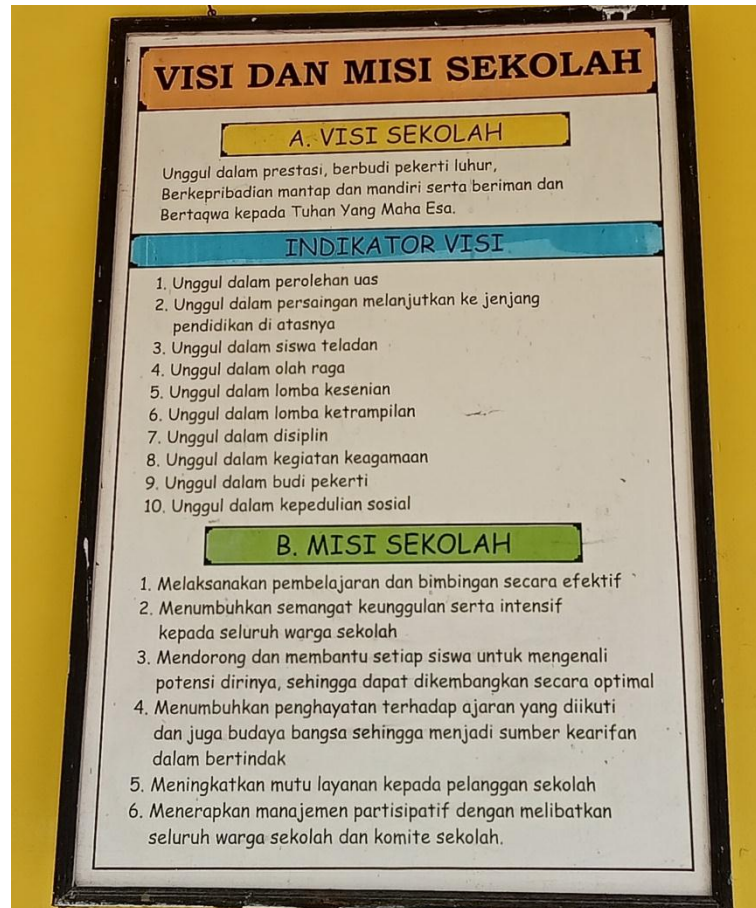 VISI DAN MISI SEKOLAH
A. VISI SEKOLAH
Unggul dalam prestasi, berbudi pekerti luhur,
Berkepribadian mantap dan mandiri serta beriman dan
Bertaqwa kepada Tuhan Yang Maha Esa.
INDIKATOR VISI
1. Unggul dalam perolehan uas
2. Unggul dalam persaingan melanjutkan ke jenjang
pendidikan di atasnya
3. Unggul dalam siswa teladan
4. Unggul dalam olah raga
5. Unggul dalam lomba kesenian
6. Unggul dalam lomba ketrampilan
7. Unggul dalam disiplin
8. Unggul dalam kegiatan keagamaan
9. Unggul dalam budi pekerti
10. Unggul dalam kepedulian sosial
B. MISI SEKOLAH
1. Melaksanakan pembelajaran dan bimbingan secara efektif
2. Menumbuhkan semangat keunggulan serta intensif
kepada seluruh warga sekolah
3. Mendorong dan membantu setiap siswa untuk mengenali
potensi dirinya, sehingga dapat dikembangkan secara optimal
4. Menumbuhkan penghayatan terhadap ajaran yang diikuti
dan juga budaya bangsa sehingga menjadi sumber kearifan
dalam bertindak
5. Meningkatkan mutu layanan kepada pelanggan sekolah
6. Menerapkan manajemen partisipatif dengan melibatkan
seluruh warga sekolah dan komite sekolah.